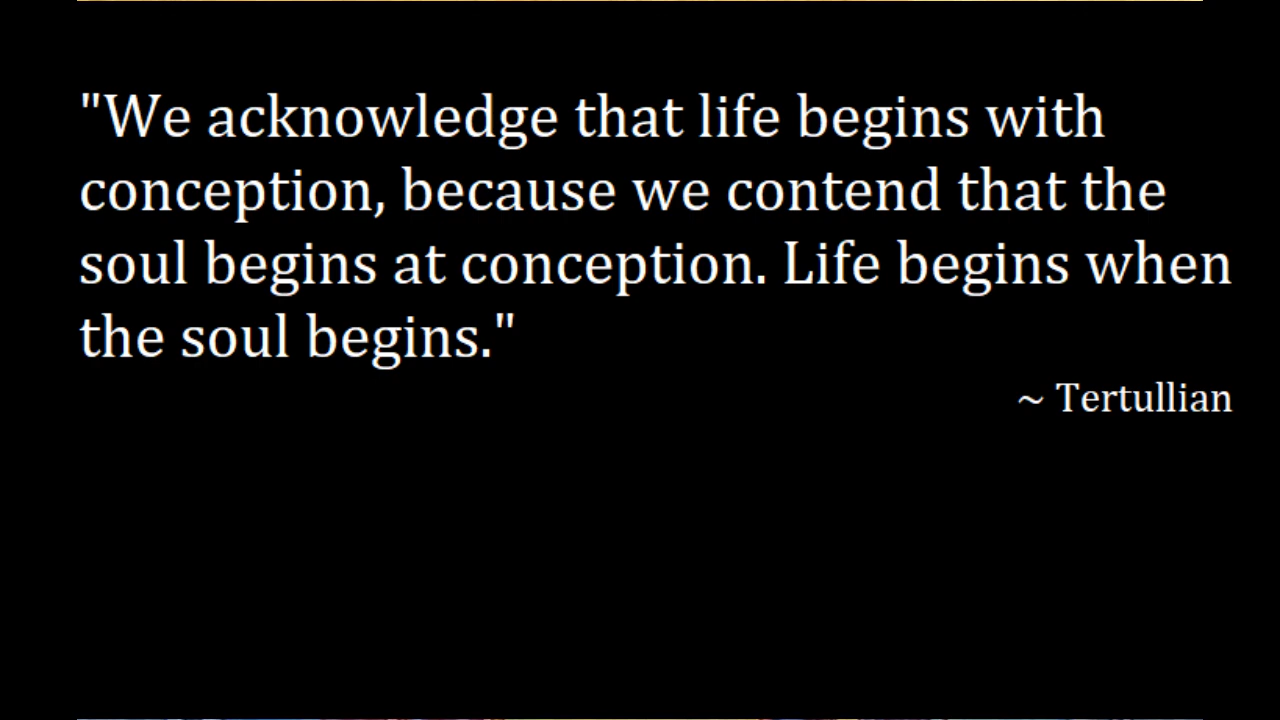 "We acknowledge that life begins with
conception, because we contend that the
soul begins at conception. Life begins when
the soul begins."
~ Tertullian